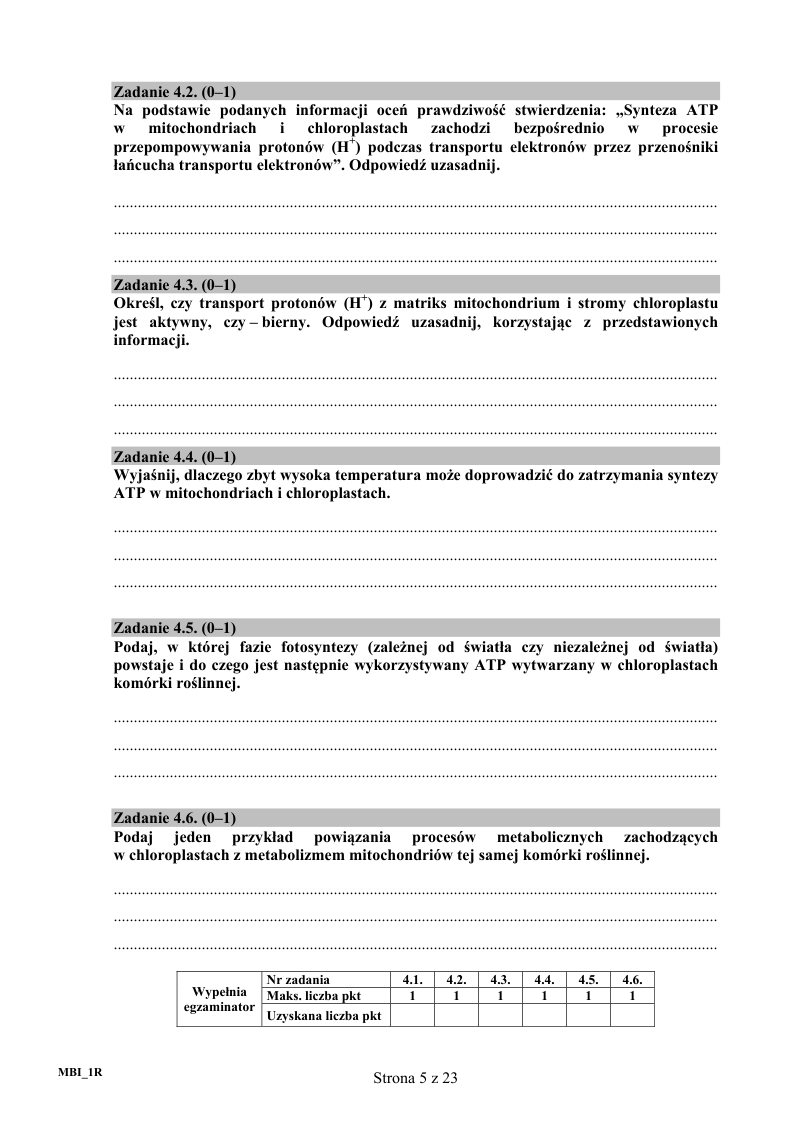 Zadanie 4.2. (0–1)
Na podstawie podanych informacji oceń prawdziwość stwierdzenia: „Synteza ATP
w mitochondriach i chloroplastach zachodzi bezpośrednio w procesie
przepompowywania protonów (H+) podczas transportu elektronów przez przenośniki
łańcucha transportu elektronów”. Odpowiedź uzasadnij.
..............................................................................................................................
..............................................................................................................................
..............................................................................................................................
Zadanie 4.3. (0–1)
Określ, czy transport protonów (H+) z matriks mitochondrium i stromy chloroplastu
jest aktywny, czy – bierny. Odpowiedź uzasadnij, korzystając z przedstawionych
informacji.
..............................................................................................................................
..............................................................................................................................
..............................................................................................................................
Zadanie 4.4. (0–1)
Wyjaśnij, dlaczego zbyt wysoka temperatura może doprowadzić do zatrzymania syntezy
ATP w mitochondriach i chloroplastach.
..............................................................................................................................
..............................................................................................................................
..............................................................................................................................
Zadanie 4.5. (0–1)
Podaj, w której fazie fotosyntezy (zależnej od światła czy niezależnej od światła)
powstaje i do czego jest następnie wykorzystywany ATP wytwarzany w chloroplastach
komórki roślinnej.
..............................................................................................................................
..............................................................................................................................
..............................................................................................................................
Zadanie 4.6. (0–1)
Podaj jeden przykład powiązania procesów metabolicznych zachodzących
w chloroplastach z metabolizmem mitochondriów tej samej komórki roślinnej.
..............................................................................................................................
..............................................................................................................................
..............................................................................................................................
Wypełnia egzaminator
Nr zadania 4.1. 4.2. 4.3. 4.4. 4.5. 4.6.
Maks. liczba pkt 1 1 1 1 1 1
Uzyskana liczba pkt
MBI_1R
Strona 5 z 23